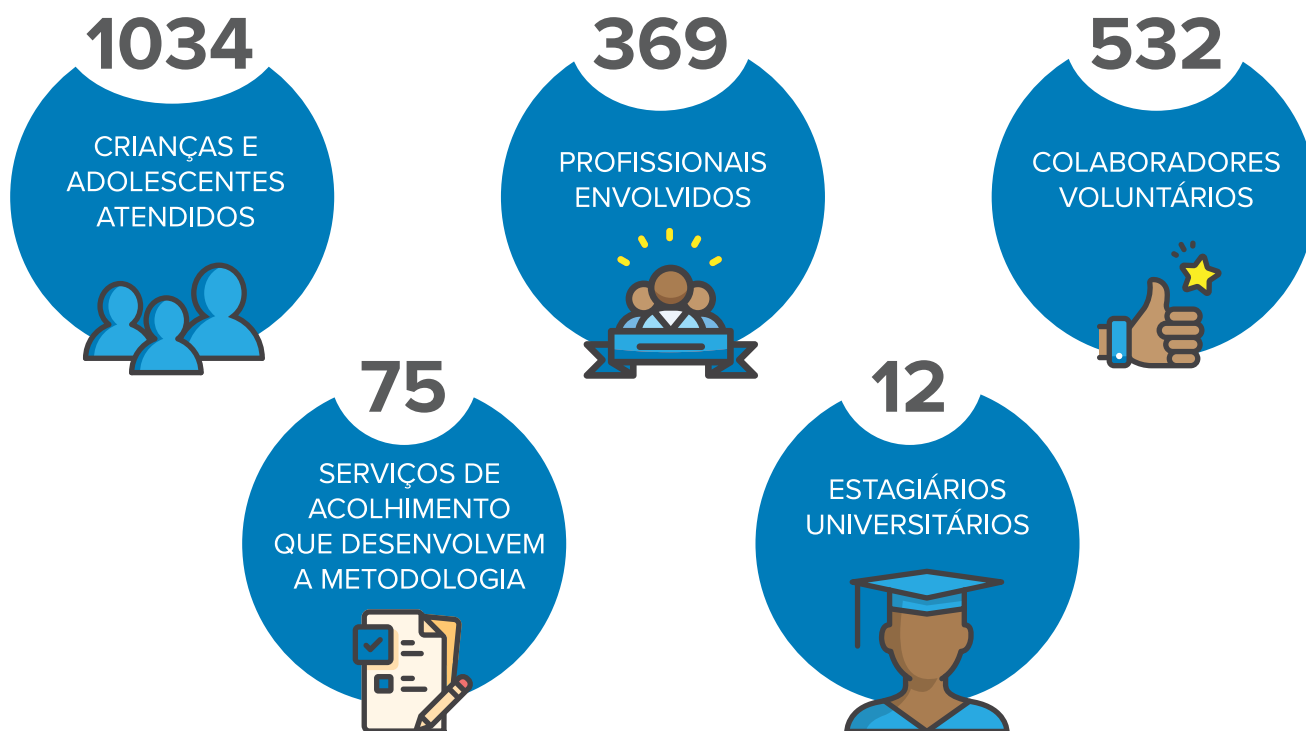 1034
CRIANÇAS E
ADOLESCENTES
ATENDIDOS
369
PROFISSIONAIS
ENVOLVIDOS
532
COLABORADORES
VOLUNTÁRIOS
75
SERVIÇOS DE
ACOLHIMENTO
QUE DESENVOLVEM
A METODOLOGIA
12
ESTAGIÁRIOS
UNIVERSITÁRIOS